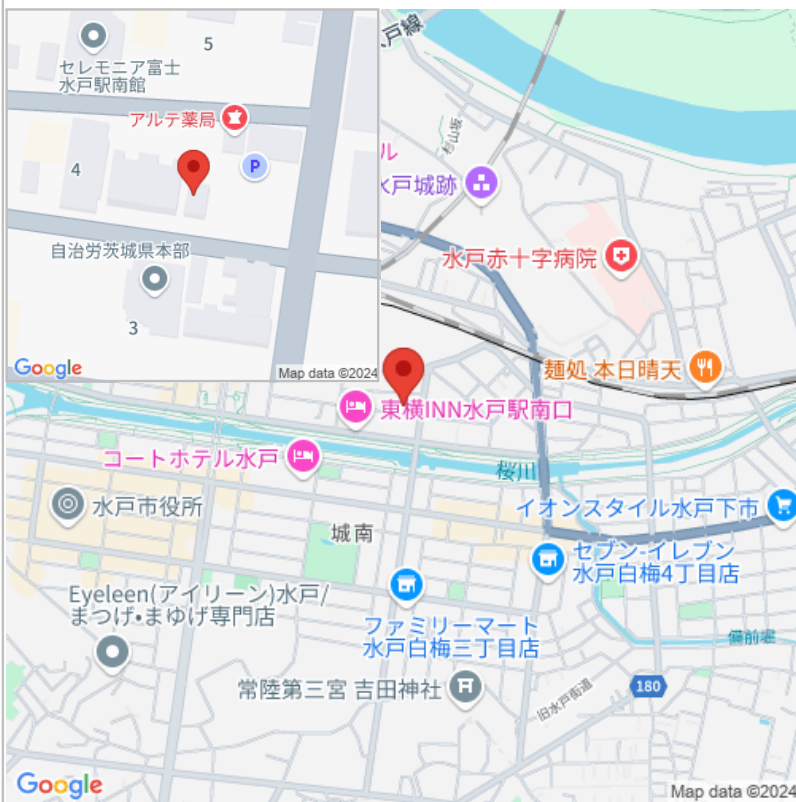 5
セレモニア富士
水戸駅南館
アルテ薬局
P
4
自治労茨城県本部
3
Google
Map data ©2024
戸線
杉山坂
ル
水戸城跡
水戸赤十字病院
麺処 本日晴天
東横INN水戸駅南口
コートホテル水戸
桜川
水戸市役所
イオンスタイル水戸下市
城南
セブン-イレブン
水戸白梅4丁目店
Eyeleen(アイリーン)水戸/
まつげ・まゆげ専門店
ファミリーマート
水戸白梅三丁目店
備前堀
常陸第三宮 吉田神社
180
旧水戸街道
Google
Map data ©2024